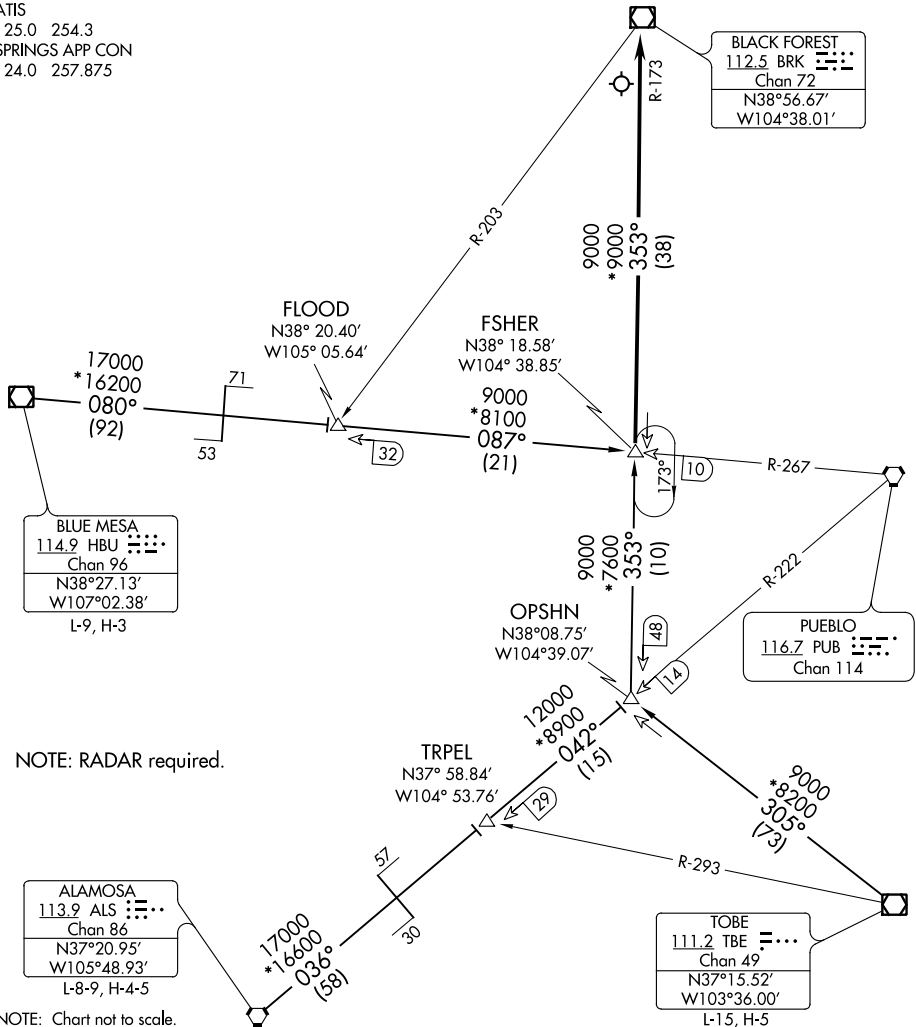 ATIS
25.0 254.3
SPRINGS APP CON
24.0 257.875
BLACK FOREST
112.5 BRK
Chan 72
N38°56.67'
W104°38.01'
R-173
R-203
9000
*9000
353°
(38)
FLOOD
N38° 20.40'
W105° 05.64'
FSHER
N38° 18.58'
W104° 38.85'
17000
*16200
080°
(92)
71
53
9000
*8100
087°
(21)
32
173°
10
R-267
BLUE MESA
114.9 HBU
Chan 96
N38°27.13'
W107°02.38'
L-9, H-3
9000
*7600
353°
(10)
R-222
OPSHN
N38°08.75'
W104°39.07'
48
14
PUEBLO
116.7 PUB
Chan 114
NOTE: RADAR required.
12000
*8900
042°
(15)
TRPEL
N37° 58.84'
W104° 53.76'
29
9000
*8200
305°
(73)
R-293
57
30
ALAMOSA
113.9 ALS
Chan 86
N37°20.95'
W105°48.93'
L-8-9, H-4-5
17000
*16600
036°
(58)
TOBE
111.2 TBE
Chan 49
N37°15.52'
W103°36.00'
L-15, H-5
NOTE: Chart not to scale.